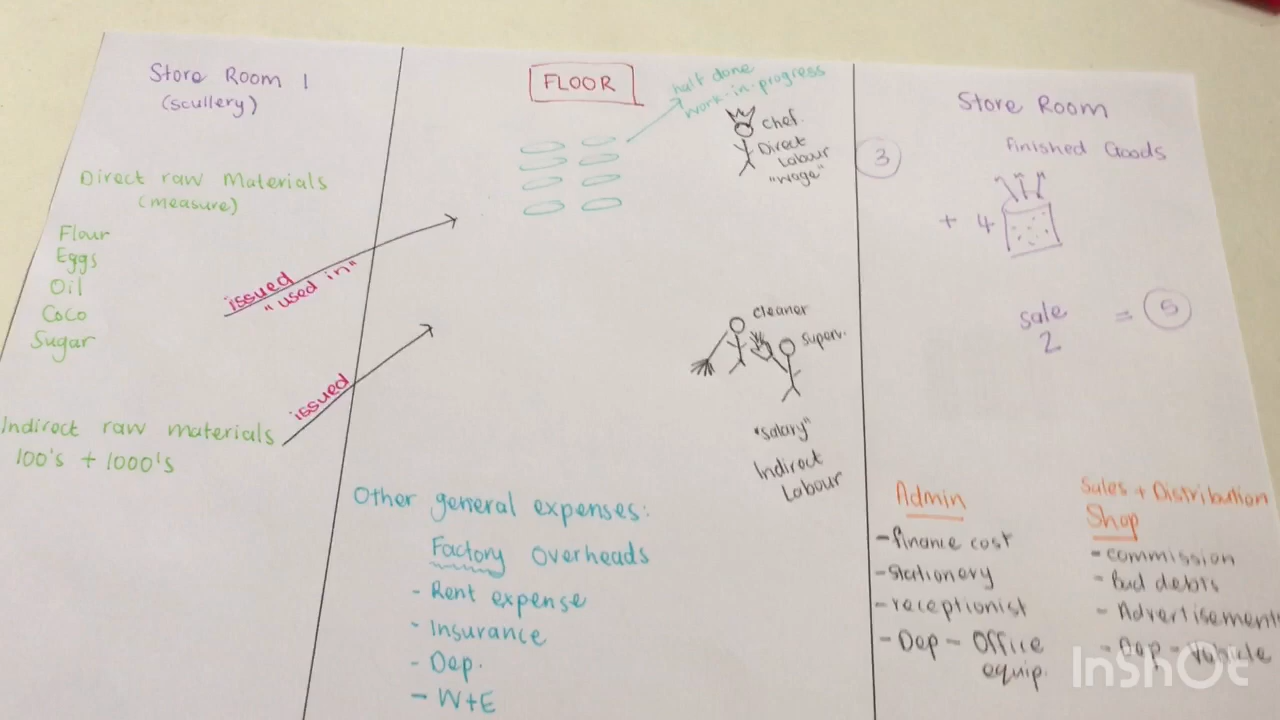 Store Room 1
(scullery)
Direct raw Materials
(measure)
Flour
Eggs
Oil
CoCo
Sugar
issued
"used in"
Indirect raw materials
100's + 1000's
issued
FLOOR
half done
work-in-progress
chef.
Direct
Labour
"wage"
cleaner
superv.
"salary"
Indirect
Labour
Other general expenses:
Factory overheads
- Rent expense
- Insurance
- Dep.
- W+E
Store Room
Finished Goods
3
+ 4
sale
2
= 5
Admin
- finance cost
- stationery
- receptionist
- Dep - Office
equip.
Sales + Distribution
Shop
- commission
- Bad debts
- Advertisement
- Dep - Vehicle
InShOt